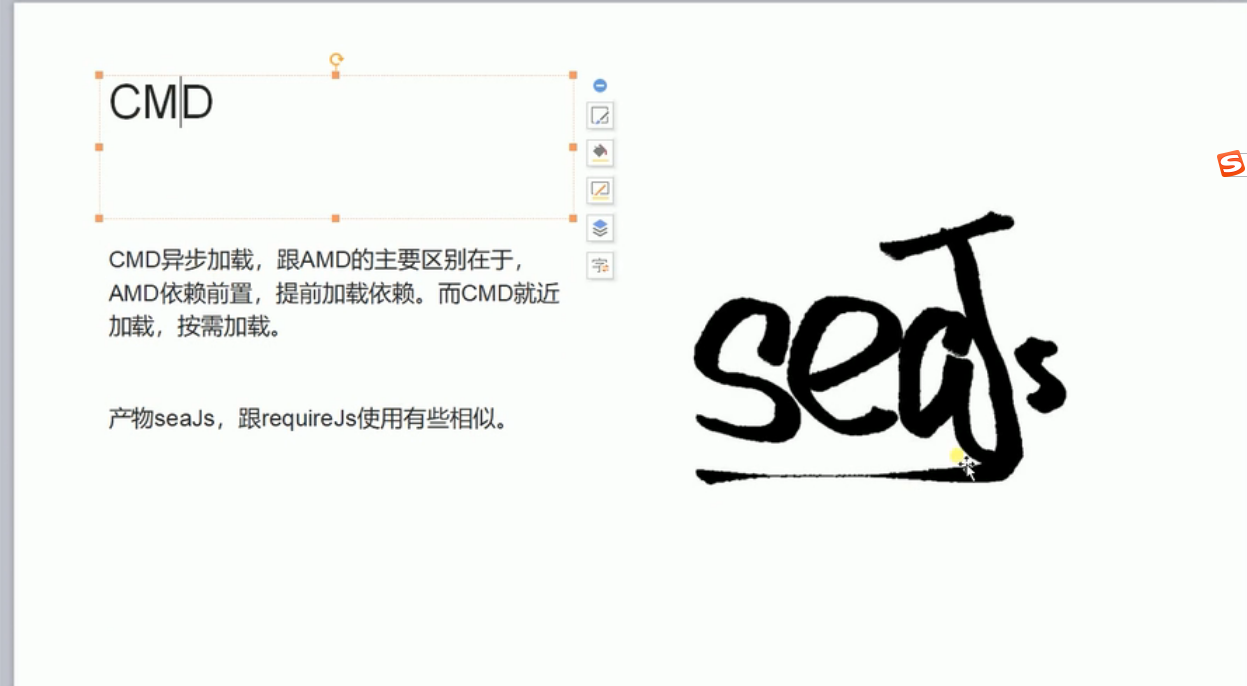 CMD
CMD异步加载，跟AMD的主要区别在于，
AMD依赖前置，提前加载依赖。而CMD就近
加载，按需加载。
产物seaJs，跟requireJs使用有些相似。
字
seaJs
S